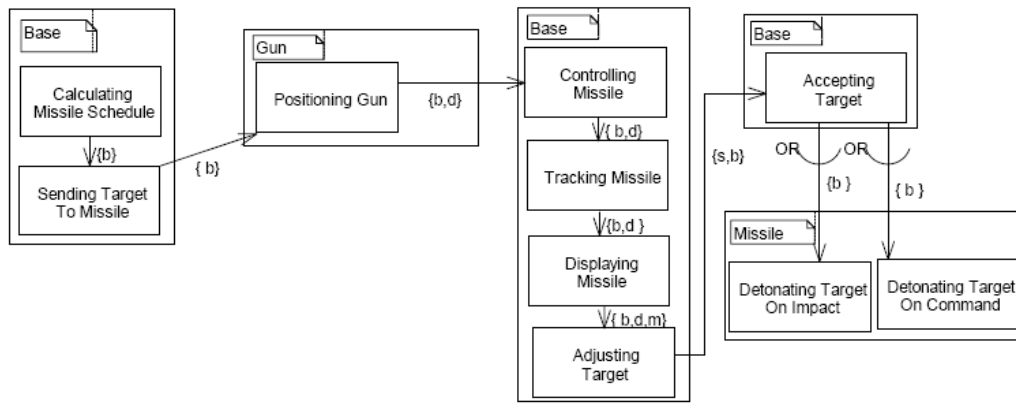 Base
Calculating
Missile Schedule
{b}
Sending Target
To Missile
{ b}
Gun
Positioning Gun
{b,d}
Base
Controlling
Missile
{ b,d}
Tracking Missile
{b,d }
Displaying
Missile
{ b,d,m}
Adjusting
Target
{s,b}
Base
Accepting
Target
OR
OR
{b }
{ b }
Missile
Detonating Target
On Impact
Detonating Target
On Command